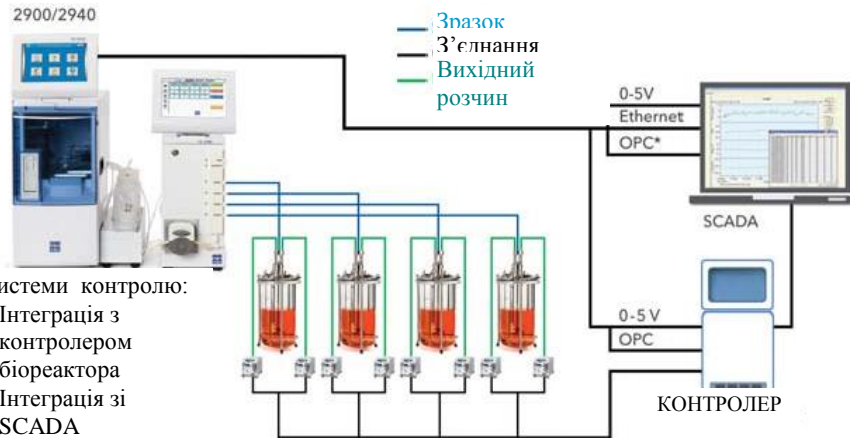 2900/2940
Зразок
З’єднання
Вихідний
розчин
0-5V
Ethernet
OPC*
SCADA
истеми контролю:
Інтеграція з
контролером
біореактора
Інтеграція зі
SCADA
0-5 V
OPC
КОНТРОЛЕР